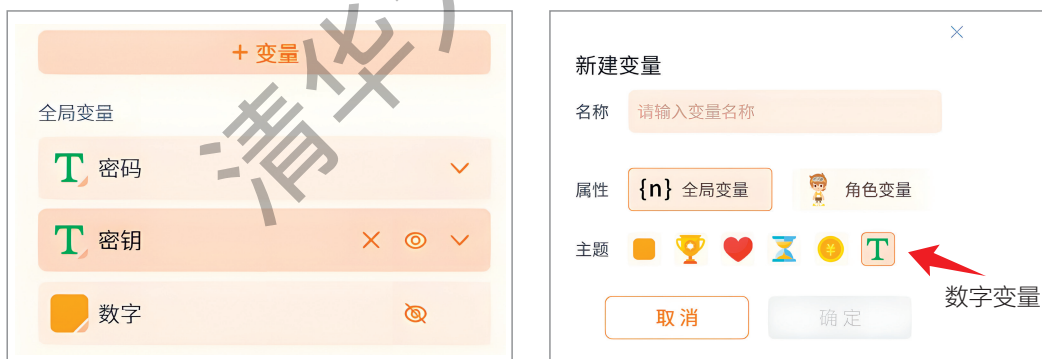 + 变量
全局变量
T 密码
T 密钥
数字
清华
新建变量
名称 请输入变量名称
属性 {n} 全局变量 角色变量
主题 ¥ T
数字变量
取消 确定